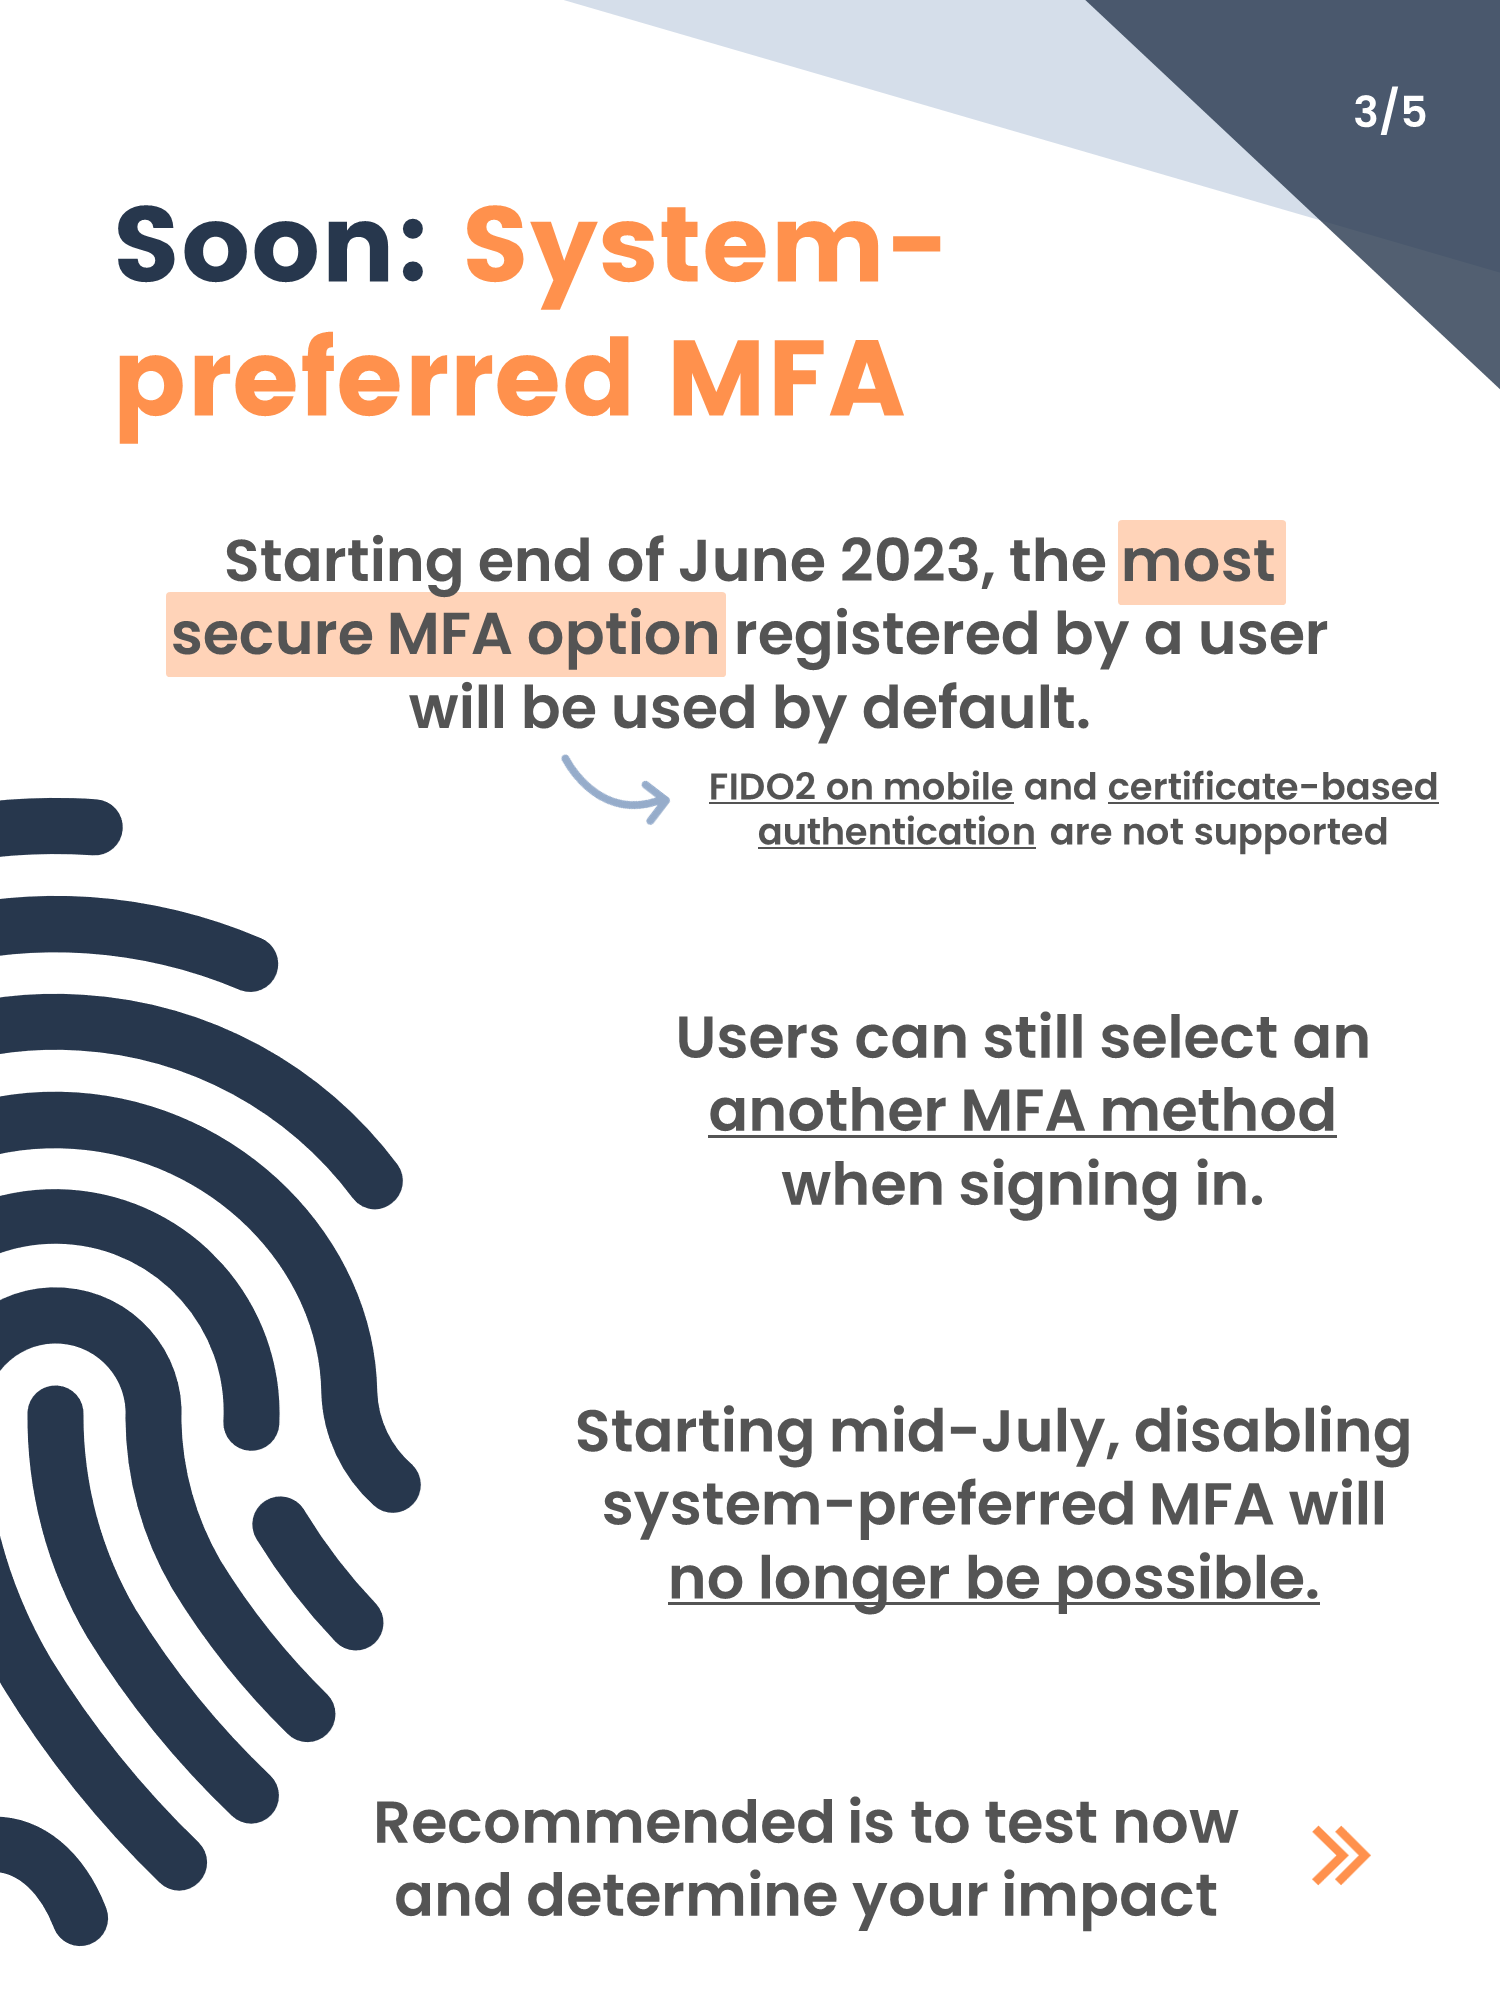 3/5
Soon: System-
preferred MFA
Starting end of June 2023, the most
secure MFA option registered by a user
will be used by default.
FIDO2 on mobile and certificate-based
authentication are not supported
Users can still select an
another MFA method
when signing in.
Starting mid-July, disabling
system-preferred MFA will
no longer be possible.
Recommended is to test now
and determine your impact